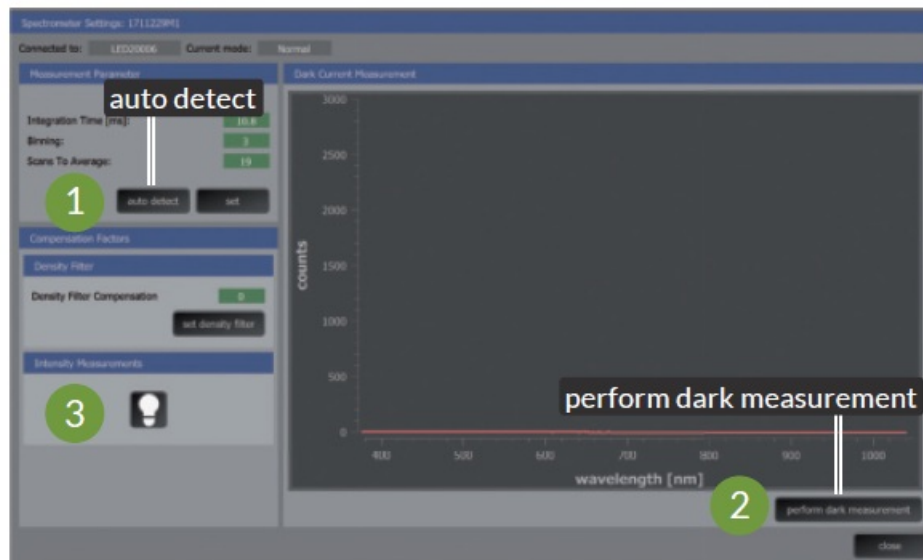 Spectrometer Settings: 1711229M1
Connected to: LED20006 Current mode: Normal
Measurement Parameter
auto detect
Integration Time [ms]: 10.8
Binning: 3
Scans To Average: 19
1
auto detect set
Compensation Factors
Density Filter
Density Filter Compensation 0
set density filter
Intensity Measurements
3
Dark Current Measurement
3000
2500
2000
1500
1000
500
0
counts
400 500 600 700 800 900 1000
wavelength [nm]
perform dark measurement
2
perform dark measurement
close